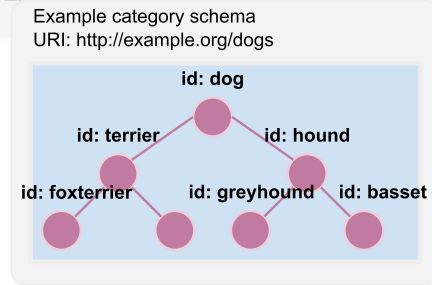 Example category schema
URI: http://example.org/dogs
id: dog
id: terrier
id: hound
id: foxterrier
id: greyhound
id: basset